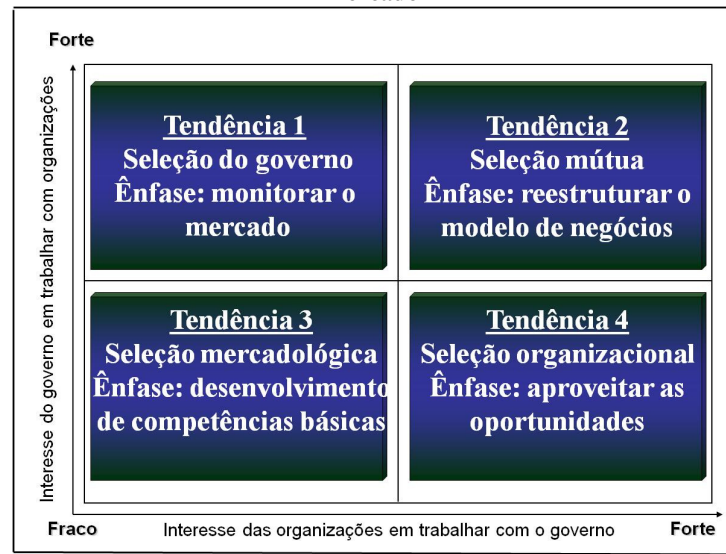 Forte
Interesse do governo em trabalhar com organizações
Tendência 1
Seleção do governo
Ênfase: monitorar o
mercado
Tendência 2
Seleção mútua
Ênfase: reestruturar o
modelo de negócios
Tendência 3
Seleção mercadológica
Ênfase: desenvolvimento
de competências básicas
Tendência 4
Seleção organizacional
Ênfase: aproveitar as
oportunidades
Fraco
Interesse das organizações em trabalhar com o governo
Forte